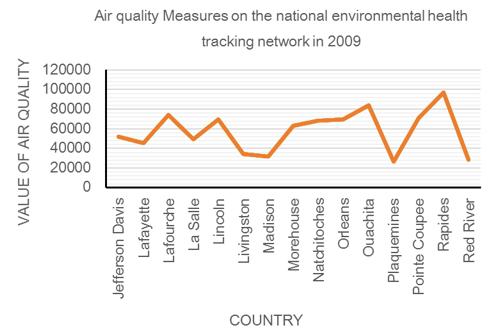 Air quality Measures on the national environmental health
tracking network in 2009
VALUE OF AIR QUALITY
120000
100000
80000
60000
40000
20000
0
Jefferson Davis
Lafayette
Lafourche
La Salle
Lincoln
Livingston
Madison
Morehouse
Natchitoches
Orleans
Ouachita
Plaquemines
Pointe Coupee
Rapides
Red River
COUNTRY